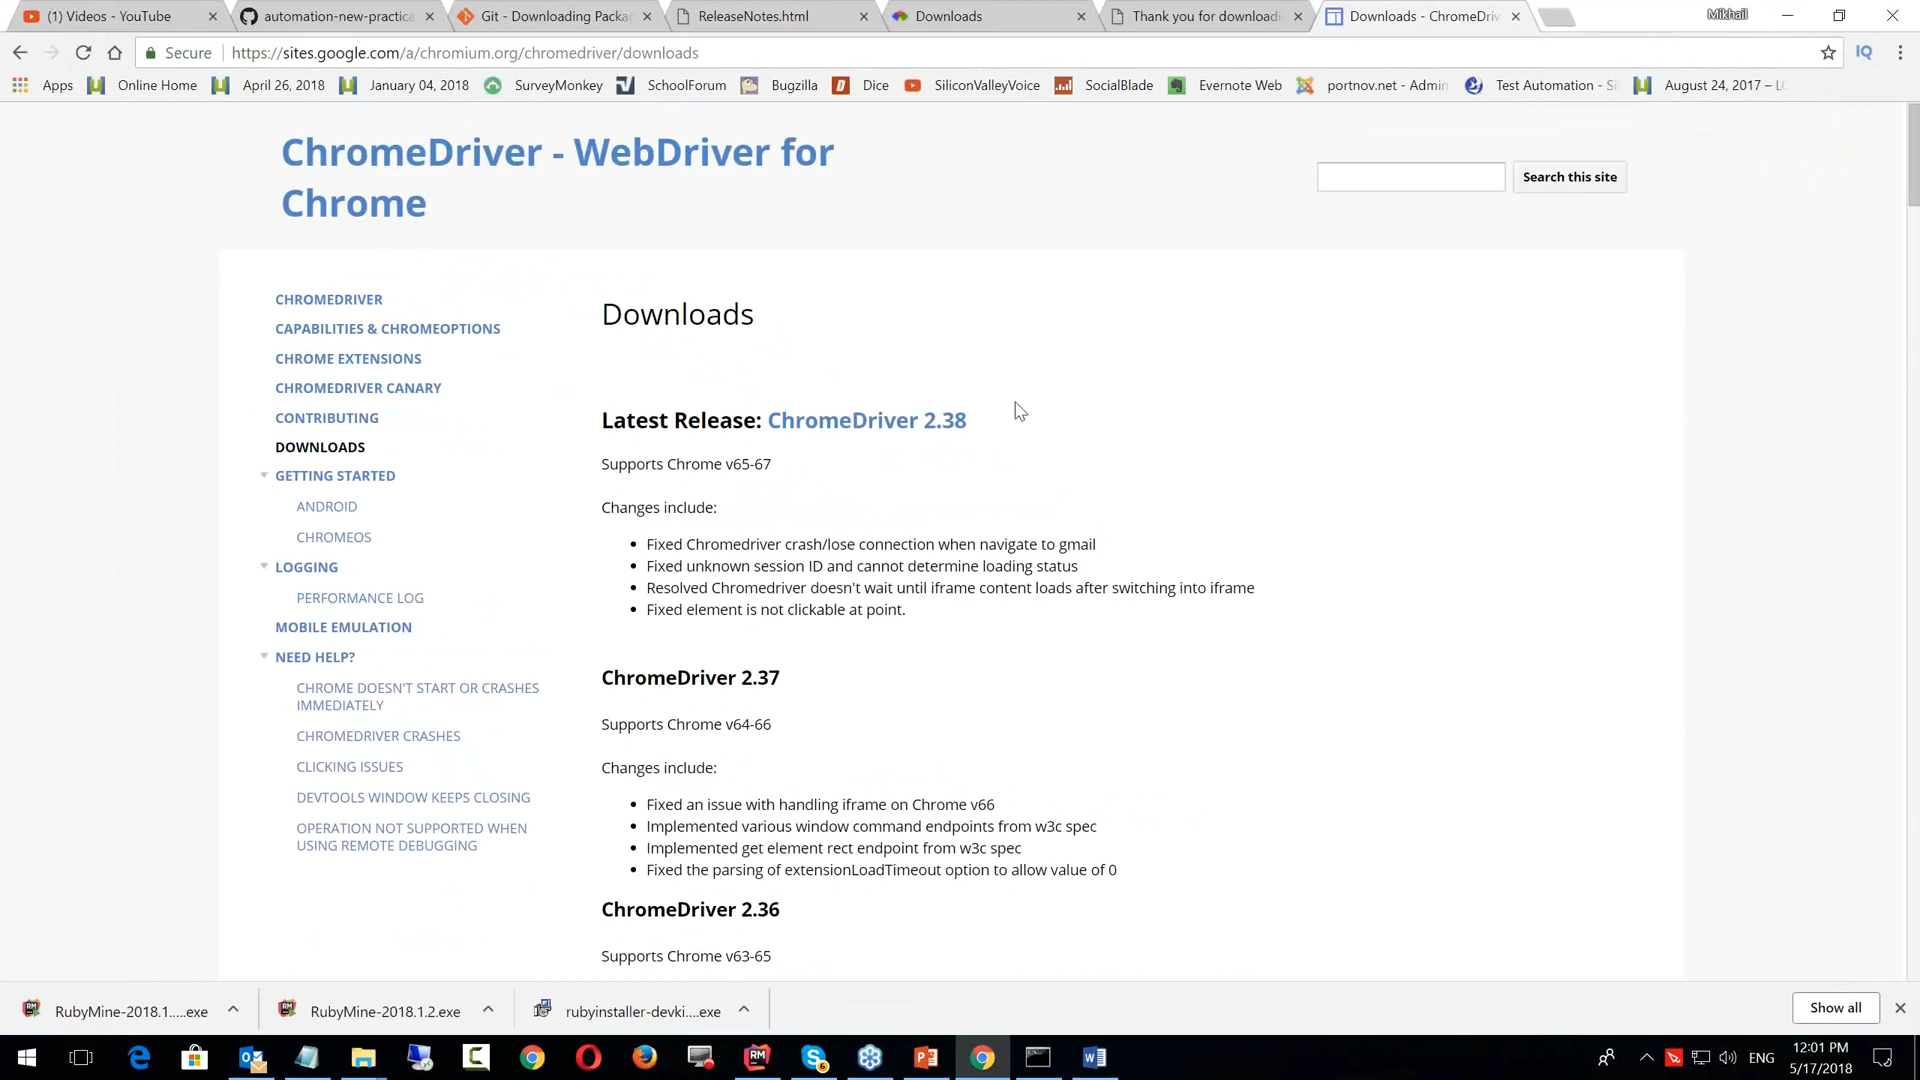 (1) Videos - YouTube
automation-new-practica
Git - Downloading Packa
ReleaseNotes.html
Downloads
Thank you for downloadin
Downloads - ChromeDriv
Mikhail
Secure
https://sites.google.com/a/chromium.org/chromedriver/downloads
IQ
Apps
Online Home
April 26, 2018
January 04, 2018
SurveyMonkey
SchoolForum
Bugzilla
Dice
SiliconValleyVoice
SocialBlade
Evernote Web
portnov.net - Admin
Test Automation - Si
August 24, 2017 – LC
ChromeDriver - WebDriver for
Chrome
Search this site
CHROMEDRIVER
CAPABILITIES & CHROMEOPTIONS
CHROME EXTENSIONS
CHROMEDRIVER CANARY
CONTRIBUTING
DOWNLOADS
GETTING STARTED
ANDROID
CHROMEOS
LOGGING
PERFORMANCE LOG
MOBILE EMULATION
NEED HELP?
CHROME DOESN'T START OR CRASHES
IMMEDIATELY
CHROMEDRIVER CRASHES
CLICKING ISSUES
DEVTOOLS WINDOW KEEPS CLOSING
OPERATION NOT SUPPORTED WHEN
USING REMOTE DEBUGGING
Downloads
Latest Release: ChromeDriver 2.38
Supports Chrome v65-67
Changes include:
• Fixed Chromedriver crash/lose connection when navigate to gmail
• Fixed unknown session ID and cannot determine loading status
• Resolved Chromedriver doesn't wait until iframe content loads after switching into iframe
• Fixed element is not clickable at point.
ChromeDriver 2.37
Supports Chrome v64-66
Changes include:
• Fixed an issue with handling iframe on Chrome v66
• Implemented various window command endpoints from w3c spec
• Implemented get element rect endpoint from w3c spec
• Fixed the parsing of extensionLoadTimeout option to allow value of 0
ChromeDriver 2.36
Supports Chrome v63-65
RubyMine-2018.1.....exe
RubyMine-2018.1.2.exe
rubyinstaller-devki....exe
Show all
ENG
12:01 PM
5/17/2018